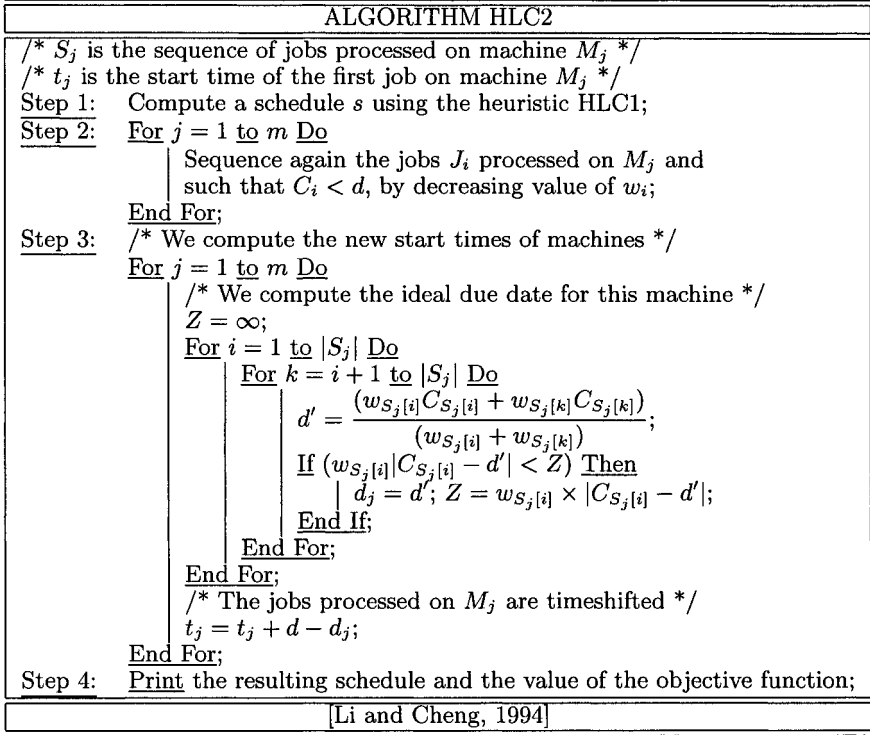 ALGORITHM HLC2
/* $S_j$ is the sequence of jobs processed on machine $M_j$ */
/* $t_j$ is the start time of the first job on machine $M_j$ */
Step 1: Compute a schedule $s$ using the heuristic HLC1;
Step 2: For $j = 1$ to $m$ Do
Sequence again the jobs $J_i$ processed on $M_j$ and
such that $C_i < d$, by decreasing value of $w_i$;
End For;
Step 3: /* We compute the new start times of machines */
For $j = 1$ to $m$ Do
/* We compute the ideal due date for this machine */
$Z = \infty$;
For $i = 1$ to $|S_j|$ Do
For $k = i + 1$ to $|S_j|$ Do
$d' = \frac{(w_{S_j[i]} C_{S_j[i]} + w_{S_j[k]} C_{S_j[k]})}{(w_{S_j[i]} + w_{S_j[k]})}$;
If $(w_{S_j[i]} |C_{S_j[i]} - d'| < Z)$ Then
$d_j = d'$; $Z = w_{S_j[i]} \times |C_{S_j[i]} - d'|$;
End If;
End For;
End For;
/* The jobs processed on $M_j$ are timeshifted */
$t_j = t_j + d - d_j$;
End For;
Step 4: Print the resulting schedule and the value of the objective function;
[Li and Cheng, 1994]